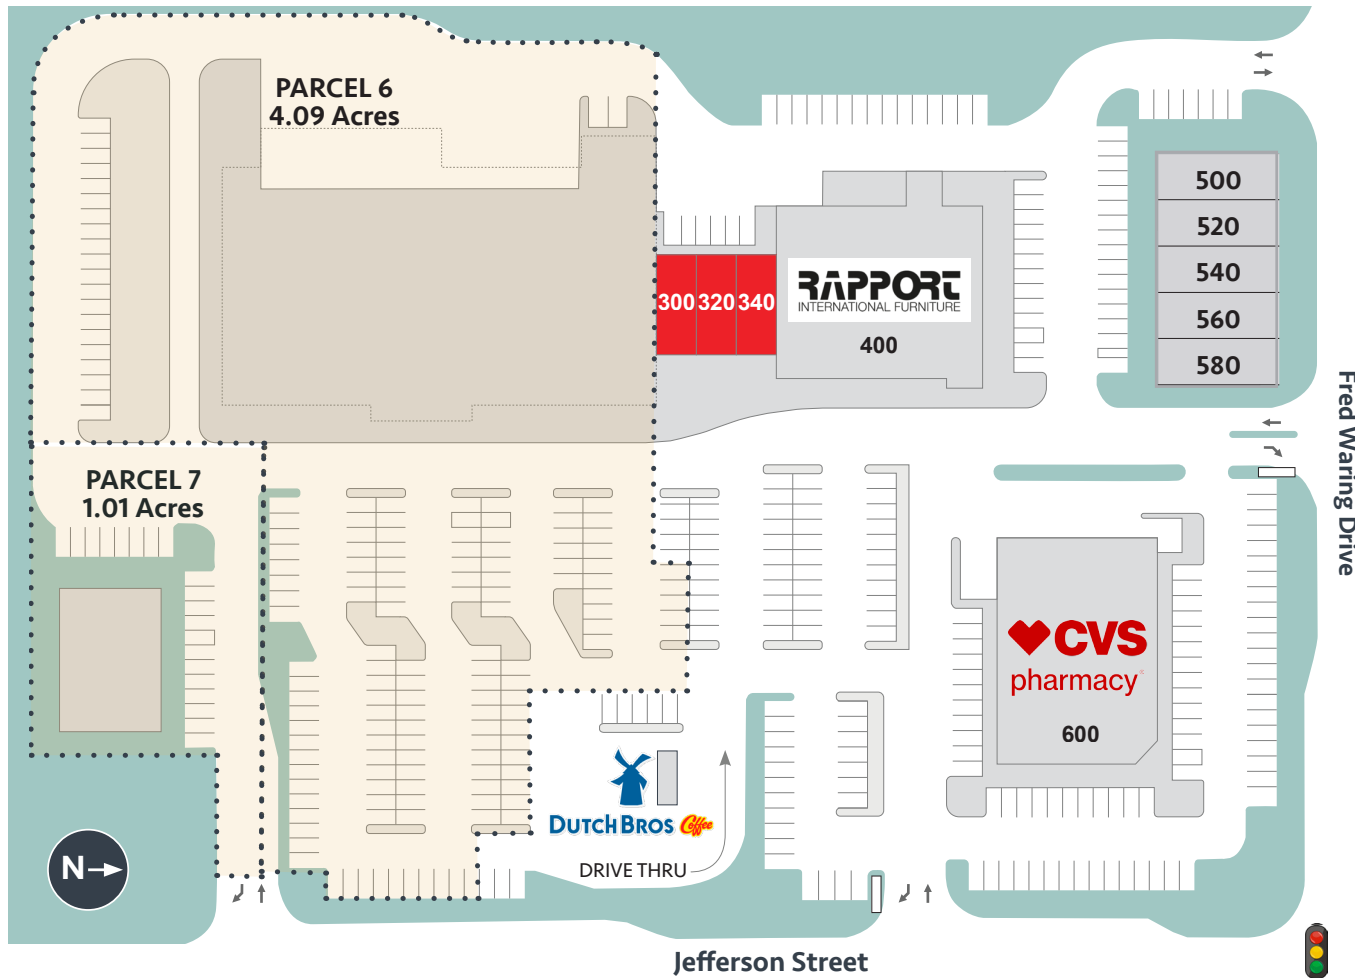 PARCEL 6
4.09 Acres
500
520
540
560
580
300
320
340
RAPPORT
INTERNATIONAL FURNITURE
400
Fred Waring Drive
PARCEL 7
1.01 Acres
CVS
pharmacy
600
DUTCH BROS Coffee
DRIVE THRU
N
Jefferson Street